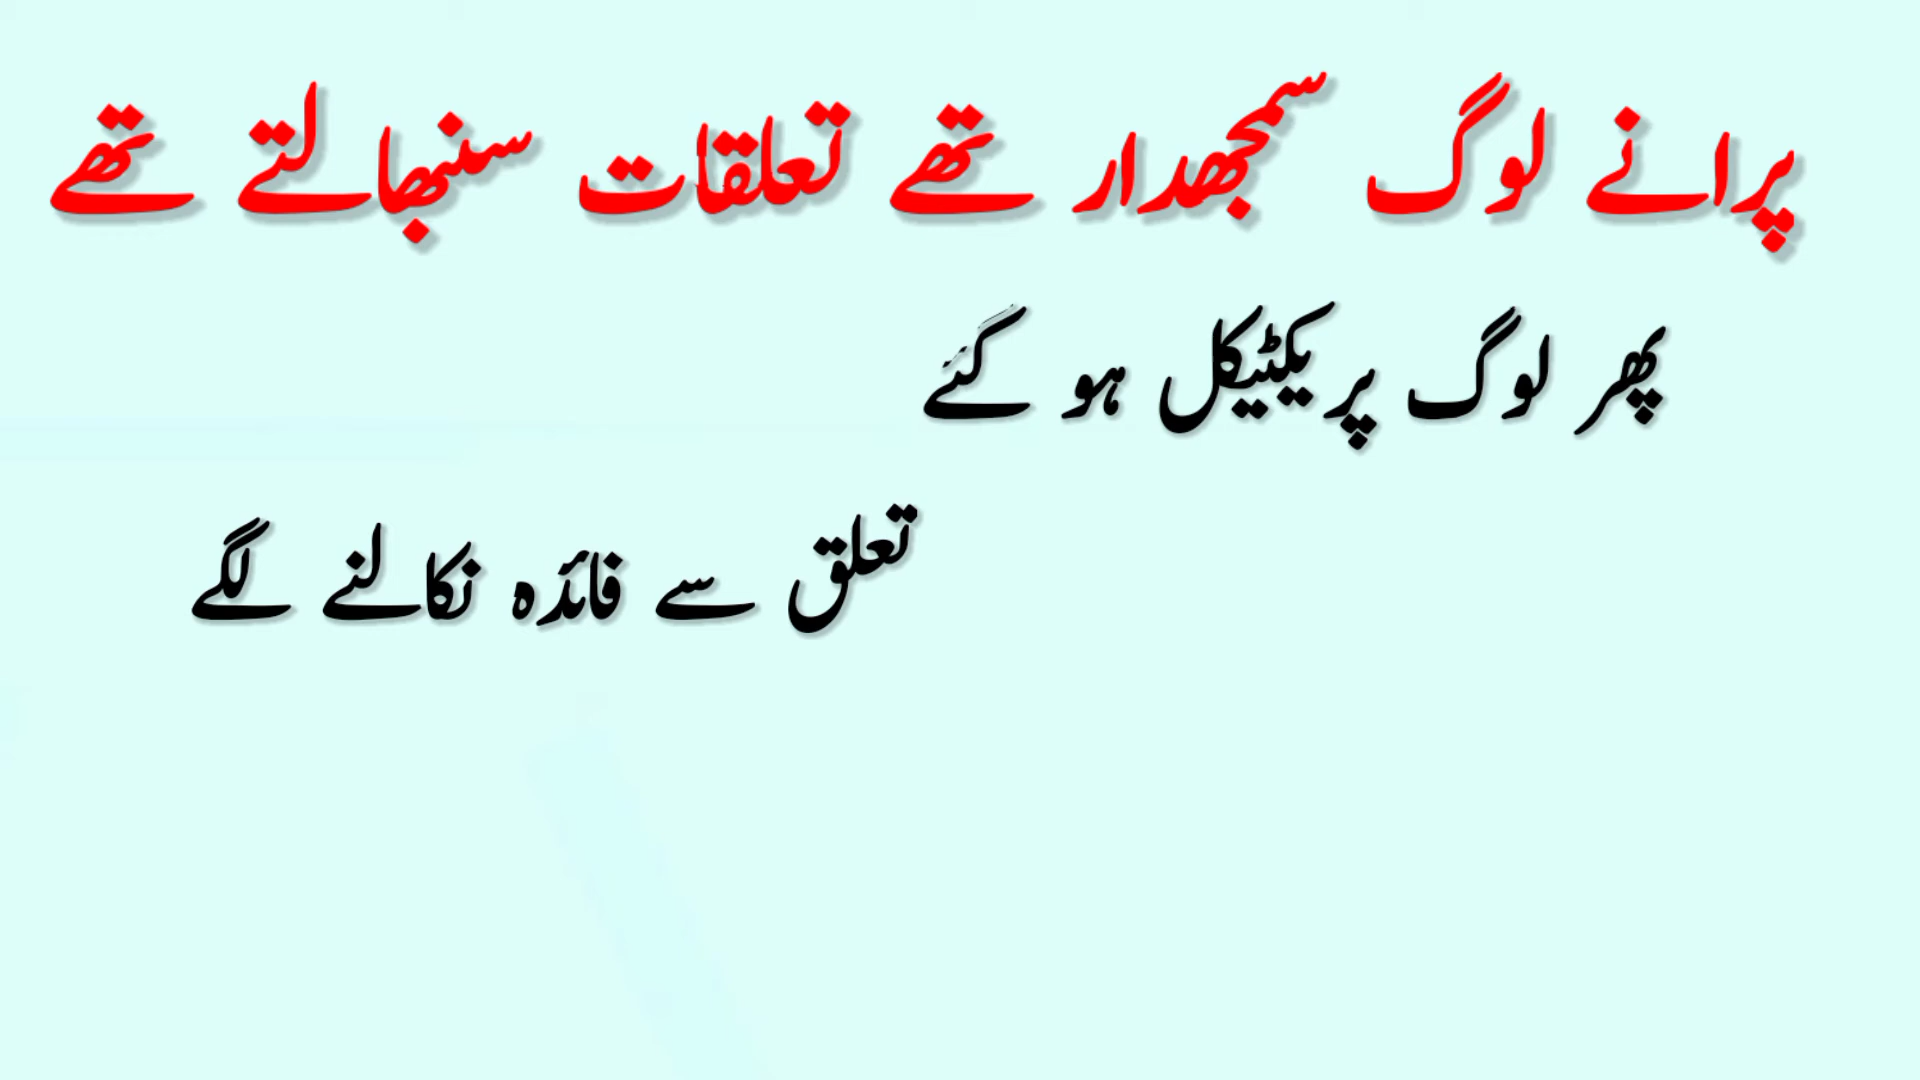 پرانے لوگ سمجھدار تھے تعلقات سنبھالتے تھے
پھر لوگ پریکٹیکل ہو گئے
تعلق سے فائدہ نکالنے لگے